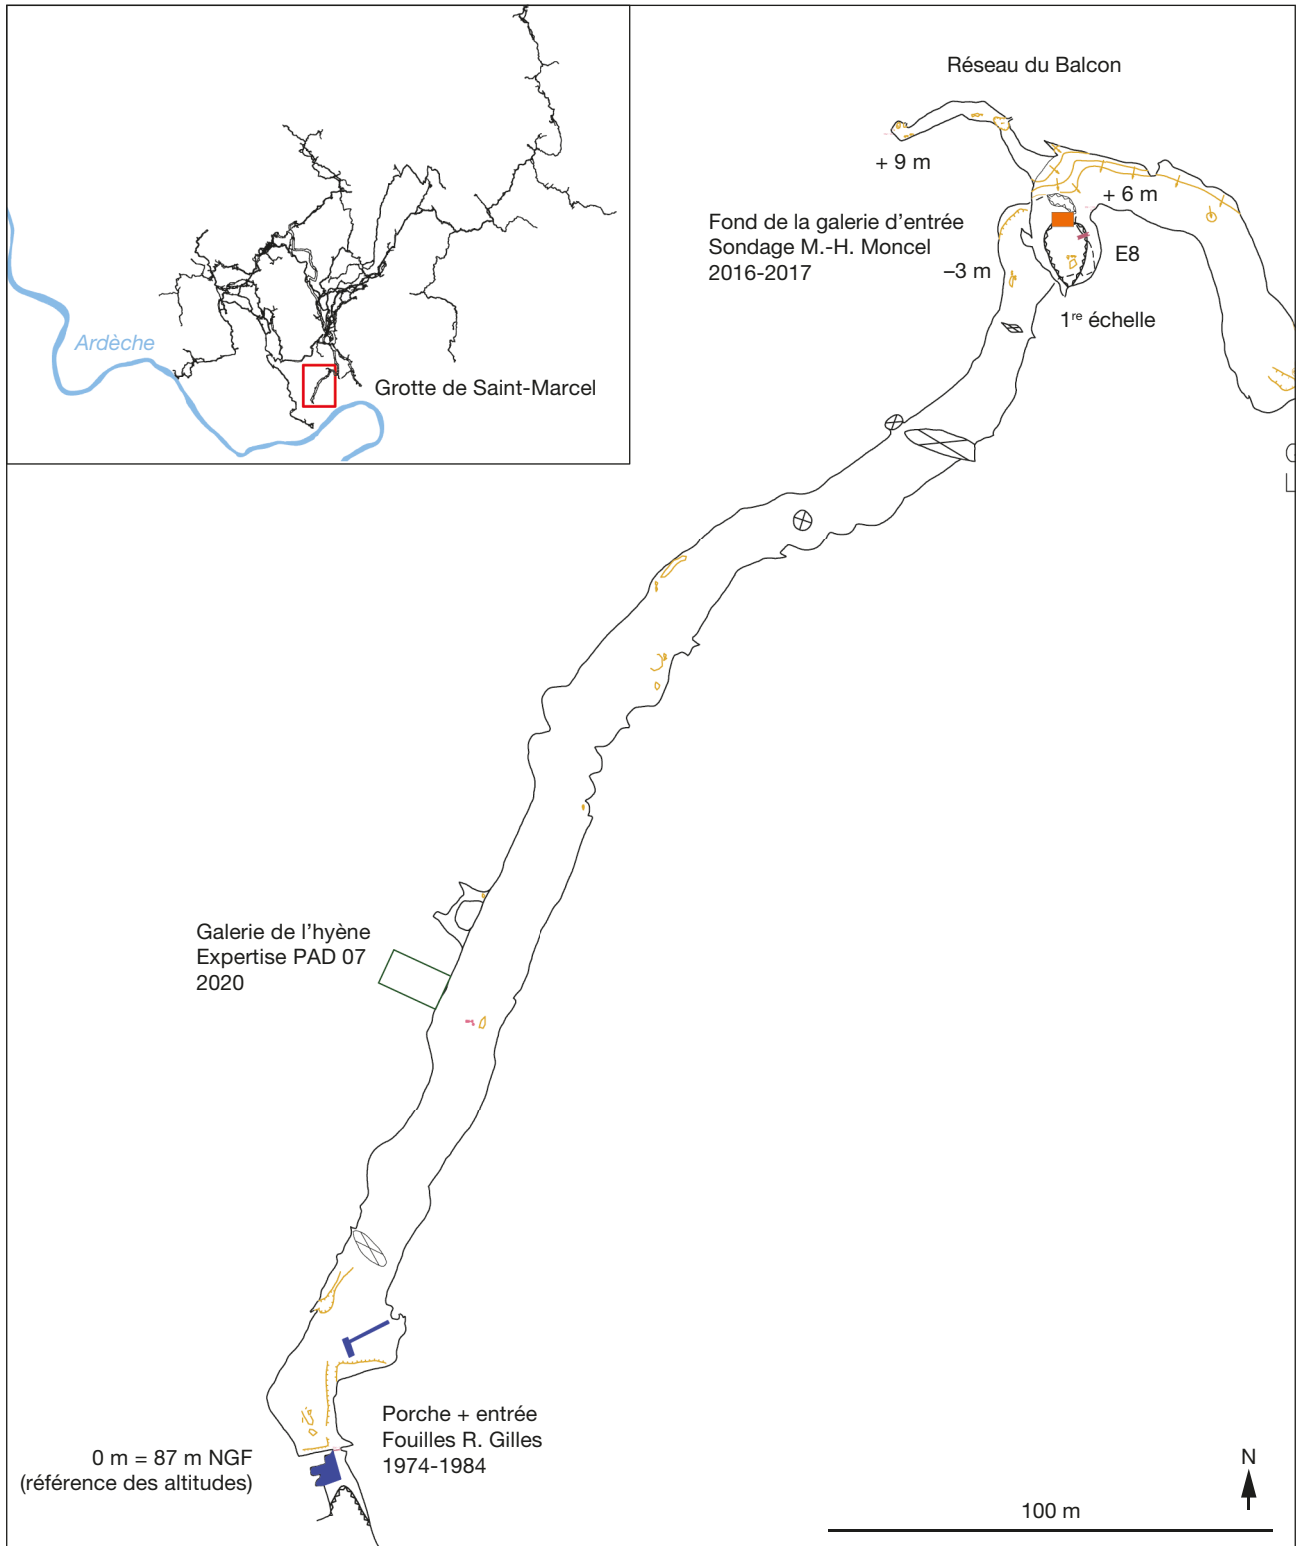 Ardèche
Grotte de Saint-Marcel
Réseau du Balcon
+ 9 m
+ 6 m
Fond de la galerie d'entrée
Sondage M.-H. Moncel
2016-2017
–3 m
E8
1re échelle
Galerie de l'hyène
Expertise PAD 07
2020
Porche + entrée
Fouilles R. Gilles
1974-1984
0 m = 87 m NGF
(référence des altitudes)
N
100 m